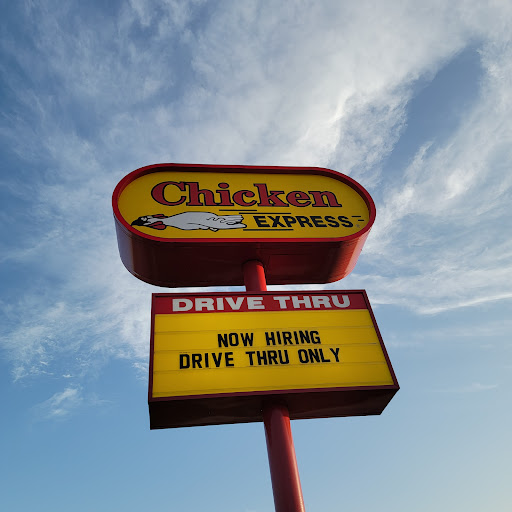 Chicken
EXPRESS
DRIVE THRU
NOW HIRING
DRIVE THRU ONLY